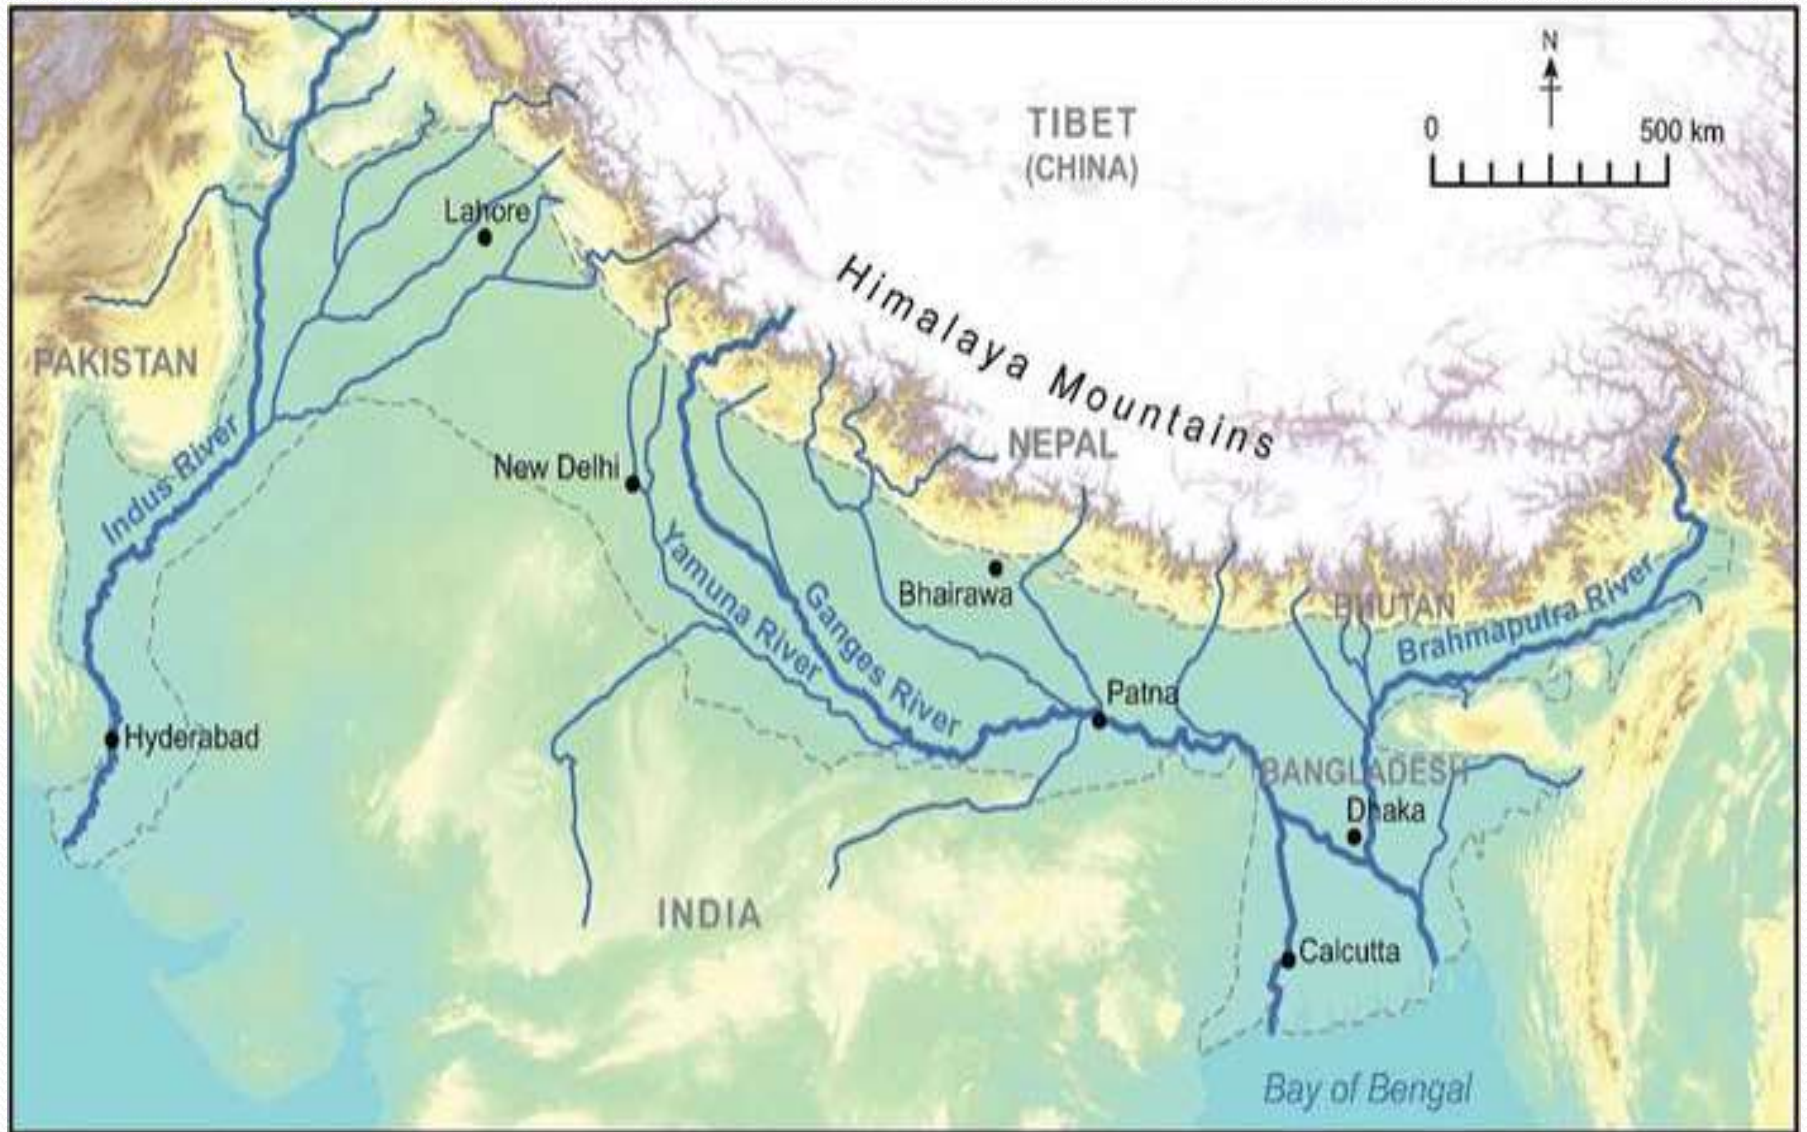 N
TIBET
(CHINA)
0
500 km
Lahore
Himalaya Mountains
PAKISTAN
NEPAL
Indus River
New Delhi
Yamuna River
Ganges River
Bhairawa
BHUTAN
Brahmaputra River
Patna
Hyderabad
BANGLADESH
Dhaka
INDIA
Calcutta
Bay of Bengal